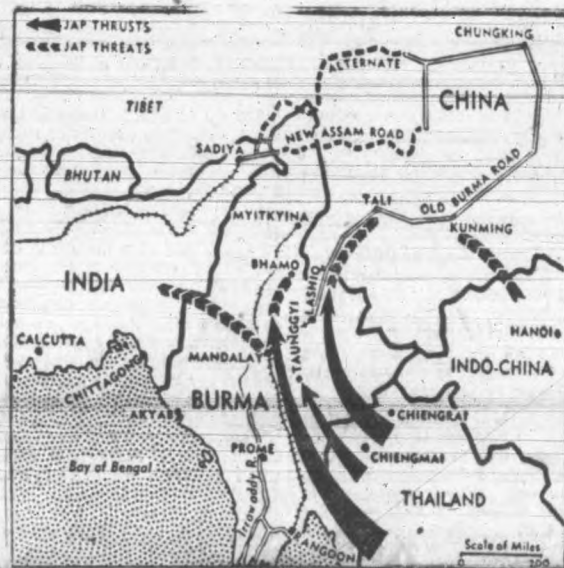 JAP THRUSTS
JAP THREATS
CHUNGKING
ALTERNATE
TIBET
CHINA
NEW ASSAM ROAD
SADIYA
BHUTAN
TALI
OLD BURMA ROAD
MYITKYINA
KUNMING
BHAMO
LASHIO
INDIA
TAUNGGYI
HANOI
CALCUTTA
MANDALAY
INDO-CHINA
CHITTAGONG
BURMA
AKYAB
CHIENGRAI
PROME
CHIENGMAI
Bay of Bengal
Irrawaddy R.
THAILAND
RANGOON
Scale of Miles
0 200